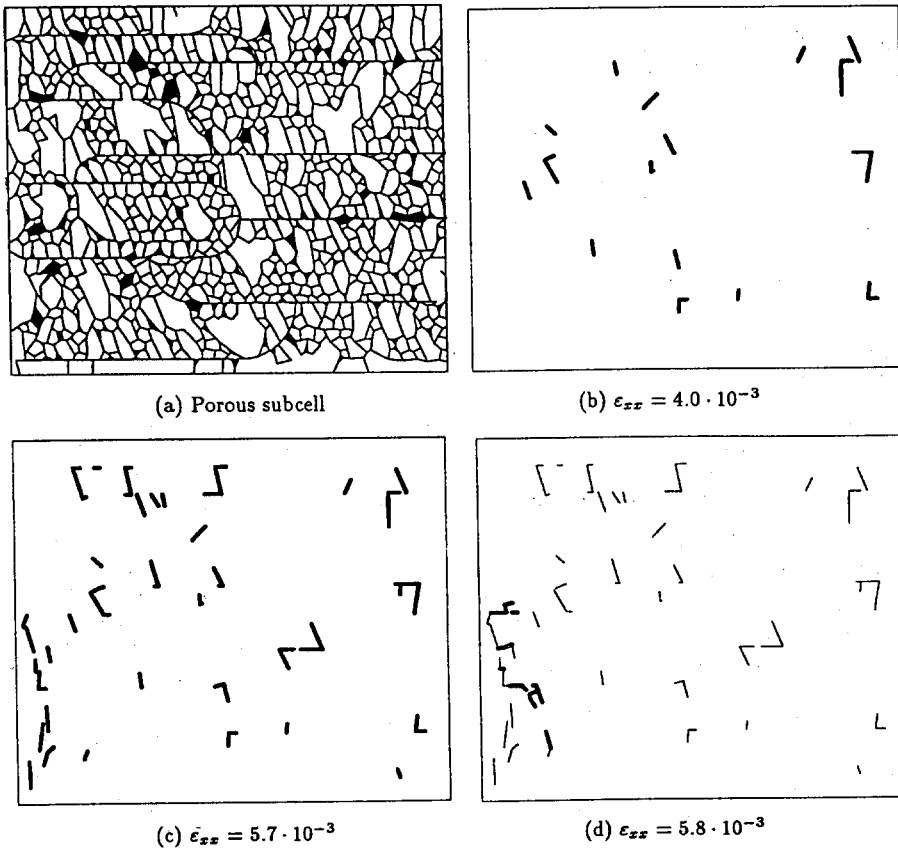 (a) Porous subcell
(b) εxx = 4.0 · 10⁻³
(c) εxx = 5.7 · 10⁻³
(d) εxx = 5.8 · 10⁻³